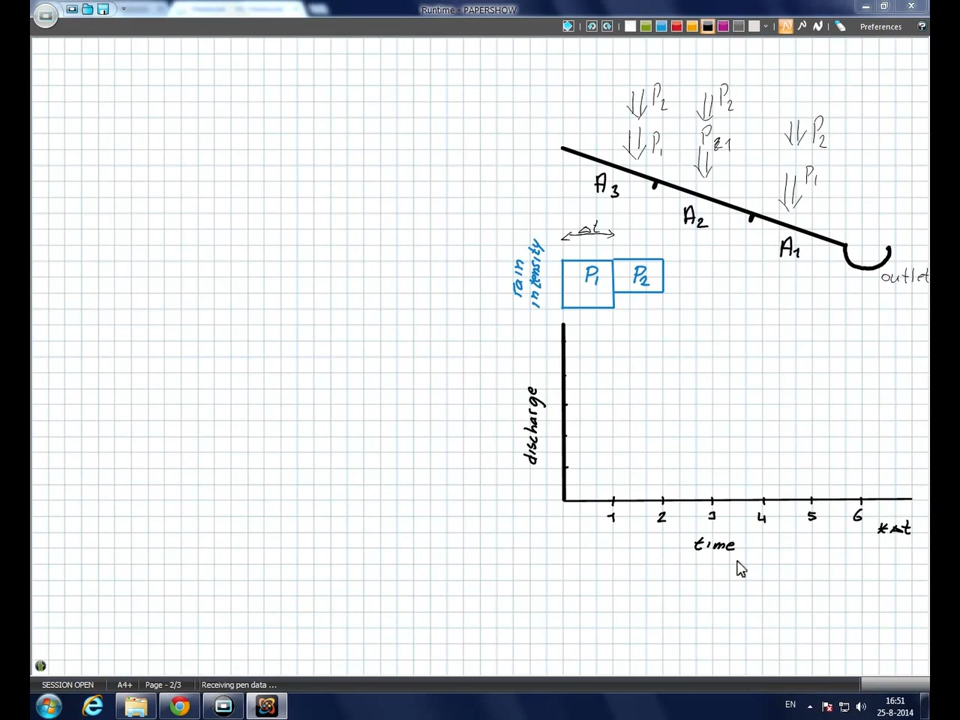 Runtime - PAPERSHOW
Preferences
P2
P2
P2
P1
P1
P1
A3
A2
A1
outlet
Δt
rain
intensity
P1
P2
discharge
1 2 3 4 5 6 *Δt
time
SESSION OPEN A4+ Page - 2/3 Receiving pen data ...
EN 16:51
25-8-2014